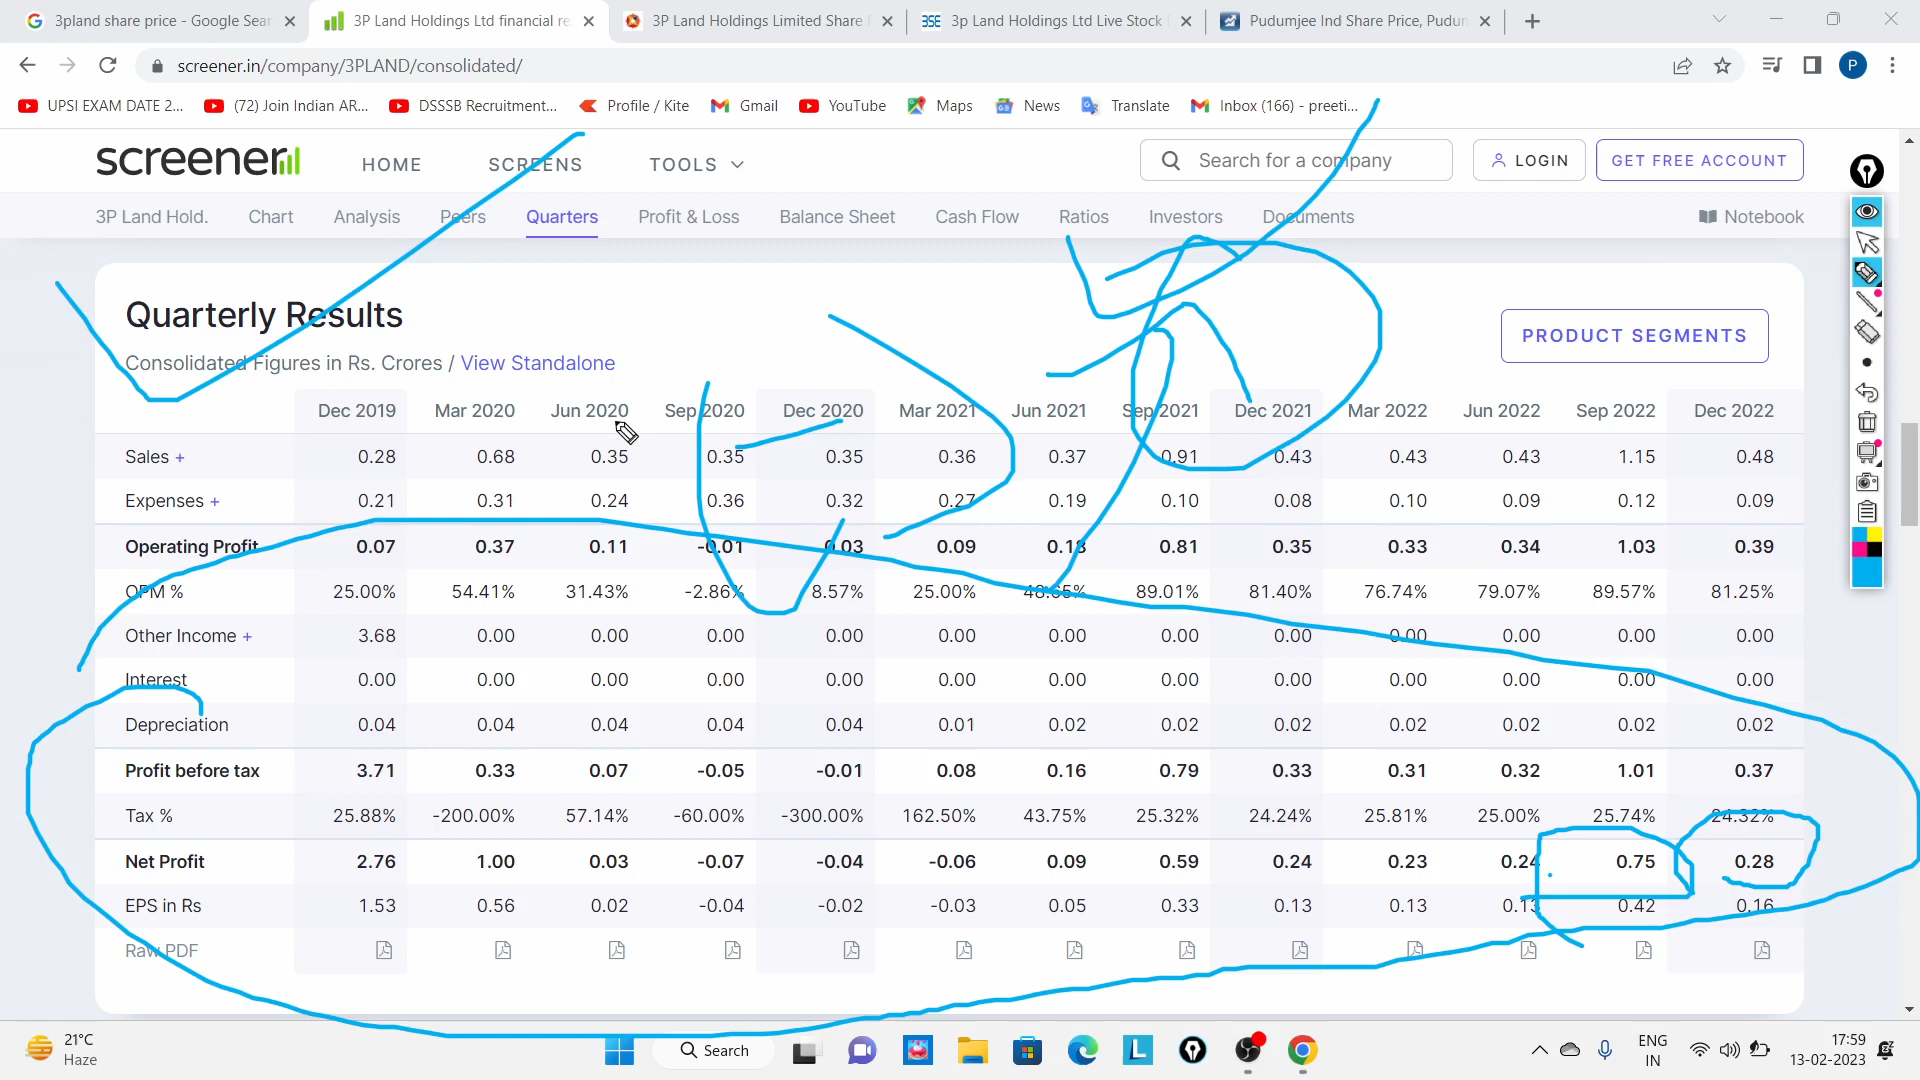 3pland share price - Google Sear
3P Land Holdings Ltd financial re
3P Land Holdings Limited Share
3p Land Holdings Ltd Live Stock
Pudumjee Ind Share Price, Pudun
screener.in/company/3PLAND/consolidated/
P
UPSI EXAM DATE 2...
(72) Join Indian AR...
DSSSB Recruitment...
Profile / Kite
Gmail
YouTube
Maps
News
Translate
Inbox (166) - preeti...
screener
HOME
SCREENS
TOOLS
Search for a company
LOGIN
GET FREE ACCOUNT
3P Land Hold.
Chart
Analysis
Peers
Quarters
Profit & Loss
Balance Sheet
Cash Flow
Ratios
Investors
Documents
Notebook
Quarterly Results
PRODUCT SEGMENTS
Consolidated Figures in Rs. Crores / View Standalone
Dec 2019 Mar 2020 Jun 2020 Sep 2020 Dec 2020 Mar 2021 Jun 2021 Sep 2021 Dec 2021 Mar 2022 Jun 2022 Sep 2022 Dec 2022
Sales + 0.28 0.68 0.35 0.35 0.35 0.36 0.37 0.91 0.43 0.43 0.43 1.15 0.48
Expenses + 0.21 0.31 0.24 0.36 0.32 0.27 0.19 0.10 0.08 0.10 0.09 0.12 0.09
Operating Profit 0.07 0.37 0.11 -0.01 0.03 0.09 0.18 0.81 0.35 0.33 0.34 1.03 0.39
OPM % 25.00% 54.41% 31.43% -2.86% 8.57% 25.00% 48.65% 89.01% 81.40% 76.74% 79.07% 89.57% 81.25%
Other Income + 3.68 0.00 0.00 0.00 0.00 0.00 0.00 0.00 0.00 0.00 0.00 0.00 0.00
Interest 0.00 0.00 0.00 0.00 0.00 0.00 0.00 0.00 0.00 0.00 0.00 0.00 0.00
Depreciation 0.04 0.04 0.04 0.04 0.04 0.01 0.02 0.02 0.02 0.02 0.02 0.02 0.02
Profit before tax 3.71 0.33 0.07 -0.05 -0.01 0.08 0.16 0.79 0.33 0.31 0.32 1.01 0.37
Tax % 25.88% -200.00% 57.14% -60.00% -300.00% 162.50% 43.75% 25.32% 24.24% 25.81% 25.00% 25.74% 24.32%
Net Profit 2.76 1.00 0.03 -0.07 -0.04 -0.06 0.09 0.59 0.24 0.23 0.24 0.75 0.28
EPS in Rs 1.53 0.56 0.02 -0.04 -0.02 -0.03 0.05 0.33 0.13 0.13 0.13 0.42 0.16
Raw PDF
21°C
Haze
Search
ENG
IN
17:59
13-02-2023